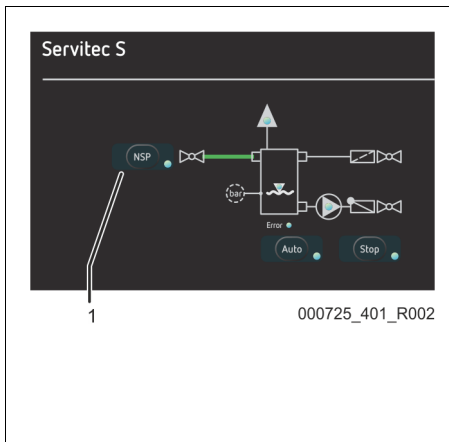 Servitec S
NSP
bar
Error
Auto
Stop
1
000725_401_R002